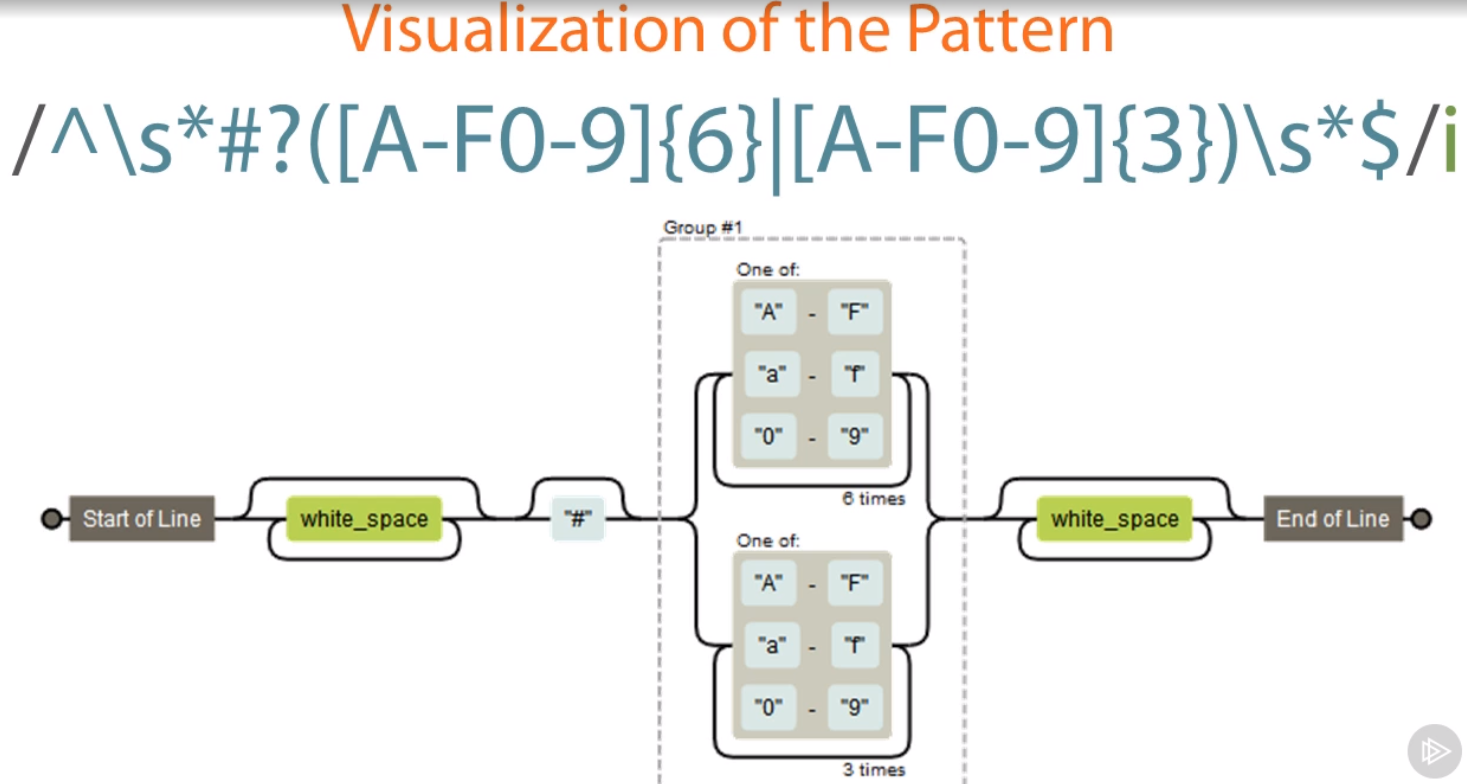 Visualization of the Pattern
/^\s*#?([A-F0-9]{6}|[A-F0-9]{3})\s*$/i
Group #1
One of:
"A" - "F"
"a" - "f"
"0" - "9"
6 times
Start of Line
white_space
"#"
white_space
End of Line
One of:
"A" - "F"
"a" - "f"
"0" - "9"
3 times